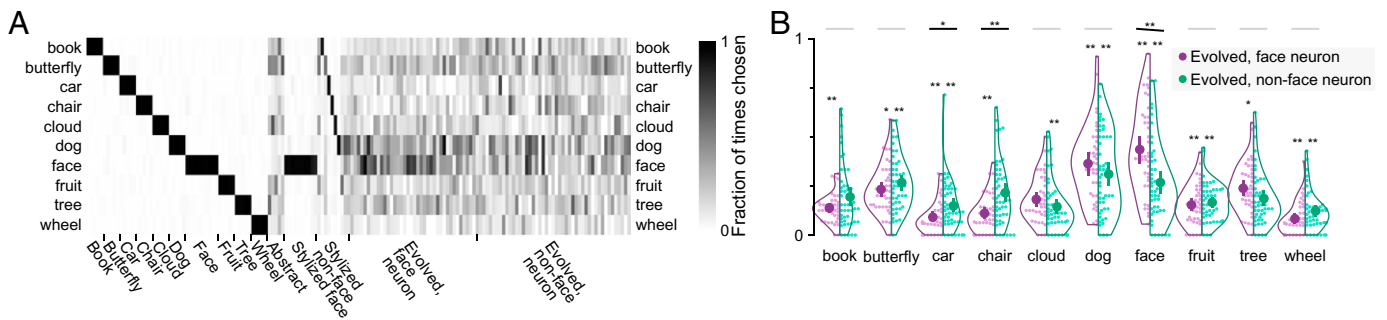 A
book
butterfly
car
chair
cloud
dog
face
fruit
tree
wheel
book
butterfly
car
chair
cloud
dog
face
fruit
tree
wheel
Book
Butterfly
Car
Chair
Cloud
Dog
Face
Fruit
Tree
Wheel
Abstract
Stylized face
Stylized
non-face
Evolved,
face
neuron
Evolved,
non-face
neuron
1
0
Fraction of times chosen
B
* ** **
1
0
** * ** ** ** ** ** ** ** ** ** ** ** ** ** * ** **
Evolved, face neuron
Evolved, non-face neuron
book butterfly car chair cloud dog face fruit tree wheel